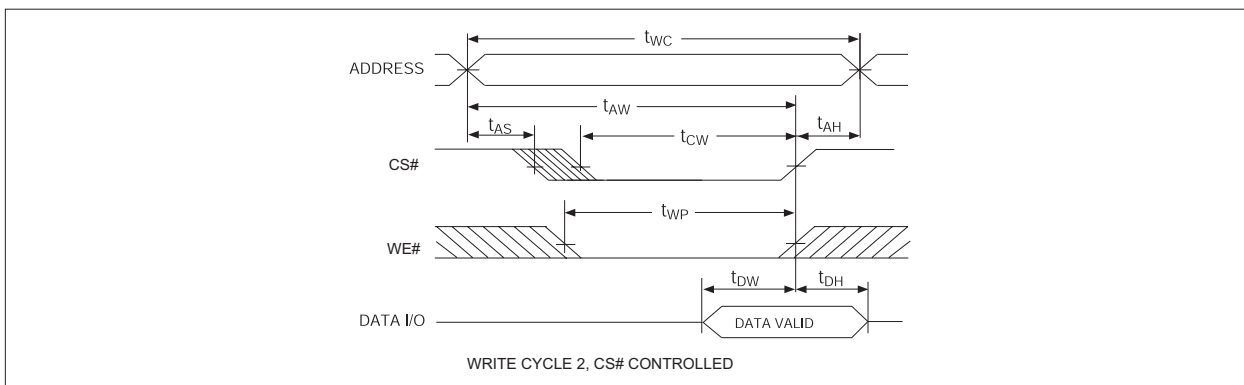 tWC
ADDRESS
tAW
tAS
tCW
tAH
CS#
tWP
WE#
tDW
tDH
DATA I/O
DATA VALID
WRITE CYCLE 2, CS# CONTROLLED